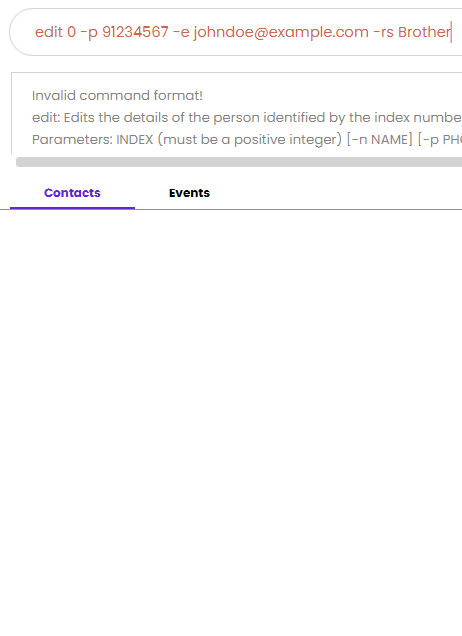 edit 0 -p 91234567 -e johndoe@example.com -rs Brother
Invalid command format!
edit: Edits the details of the person identified by the index numbe
Parameters: INDEX (must be a positive integer) [-n NAME] [-p PH
Contacts Events